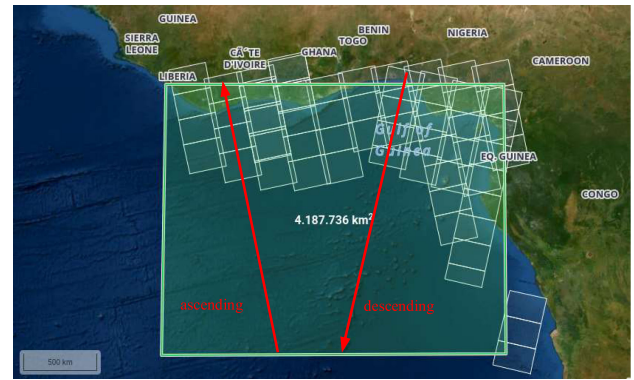 GUINEA
SIERRA
LEONE
LIBERIA
CÃ´TE
D'IVOIRE
GHANA
TOGO
BENIN
NIGERIA
CAMEROON
Gulf of
Guinea
EQ. GUINEA
CONGO
4.187.736 km²
ascending
descending
500 km